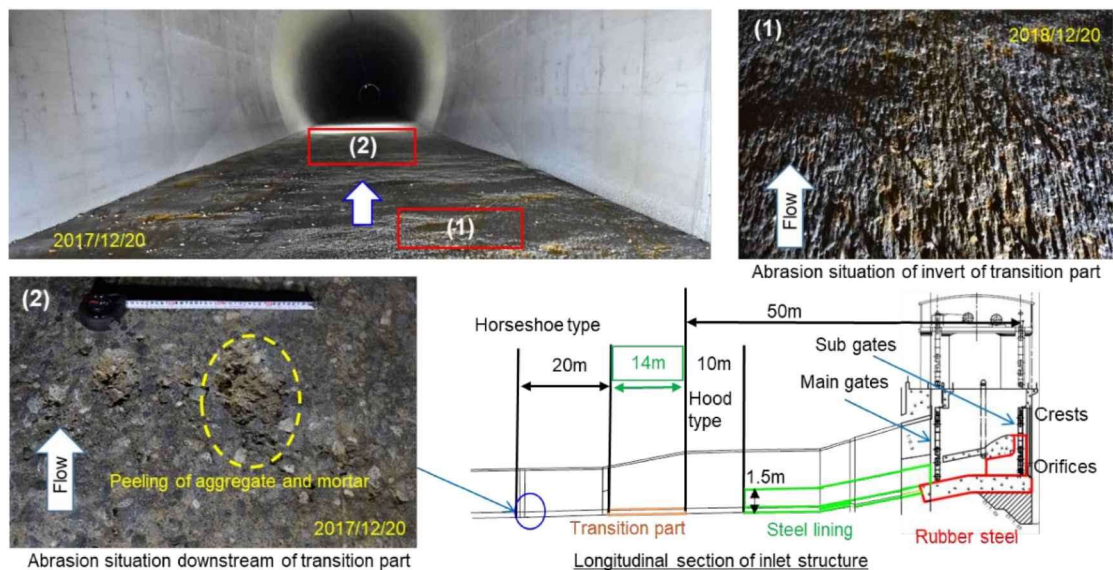 (2)
2017/12/20
(1)
(1)
2018/12/20
Flow
Abrasion situation of invert of transition part
(2)
Flow
Peeling of aggregate and mortar
2017/12/20
Abrasion situation downstream of transition part
50m
Horseshoe type
Sub gates
20m
14m
10m
Main gates
Hood
type
Crests
Orifices
1.5m
Transition part
Steel lining
Rubber steel
Longitudinal section of inlet structure